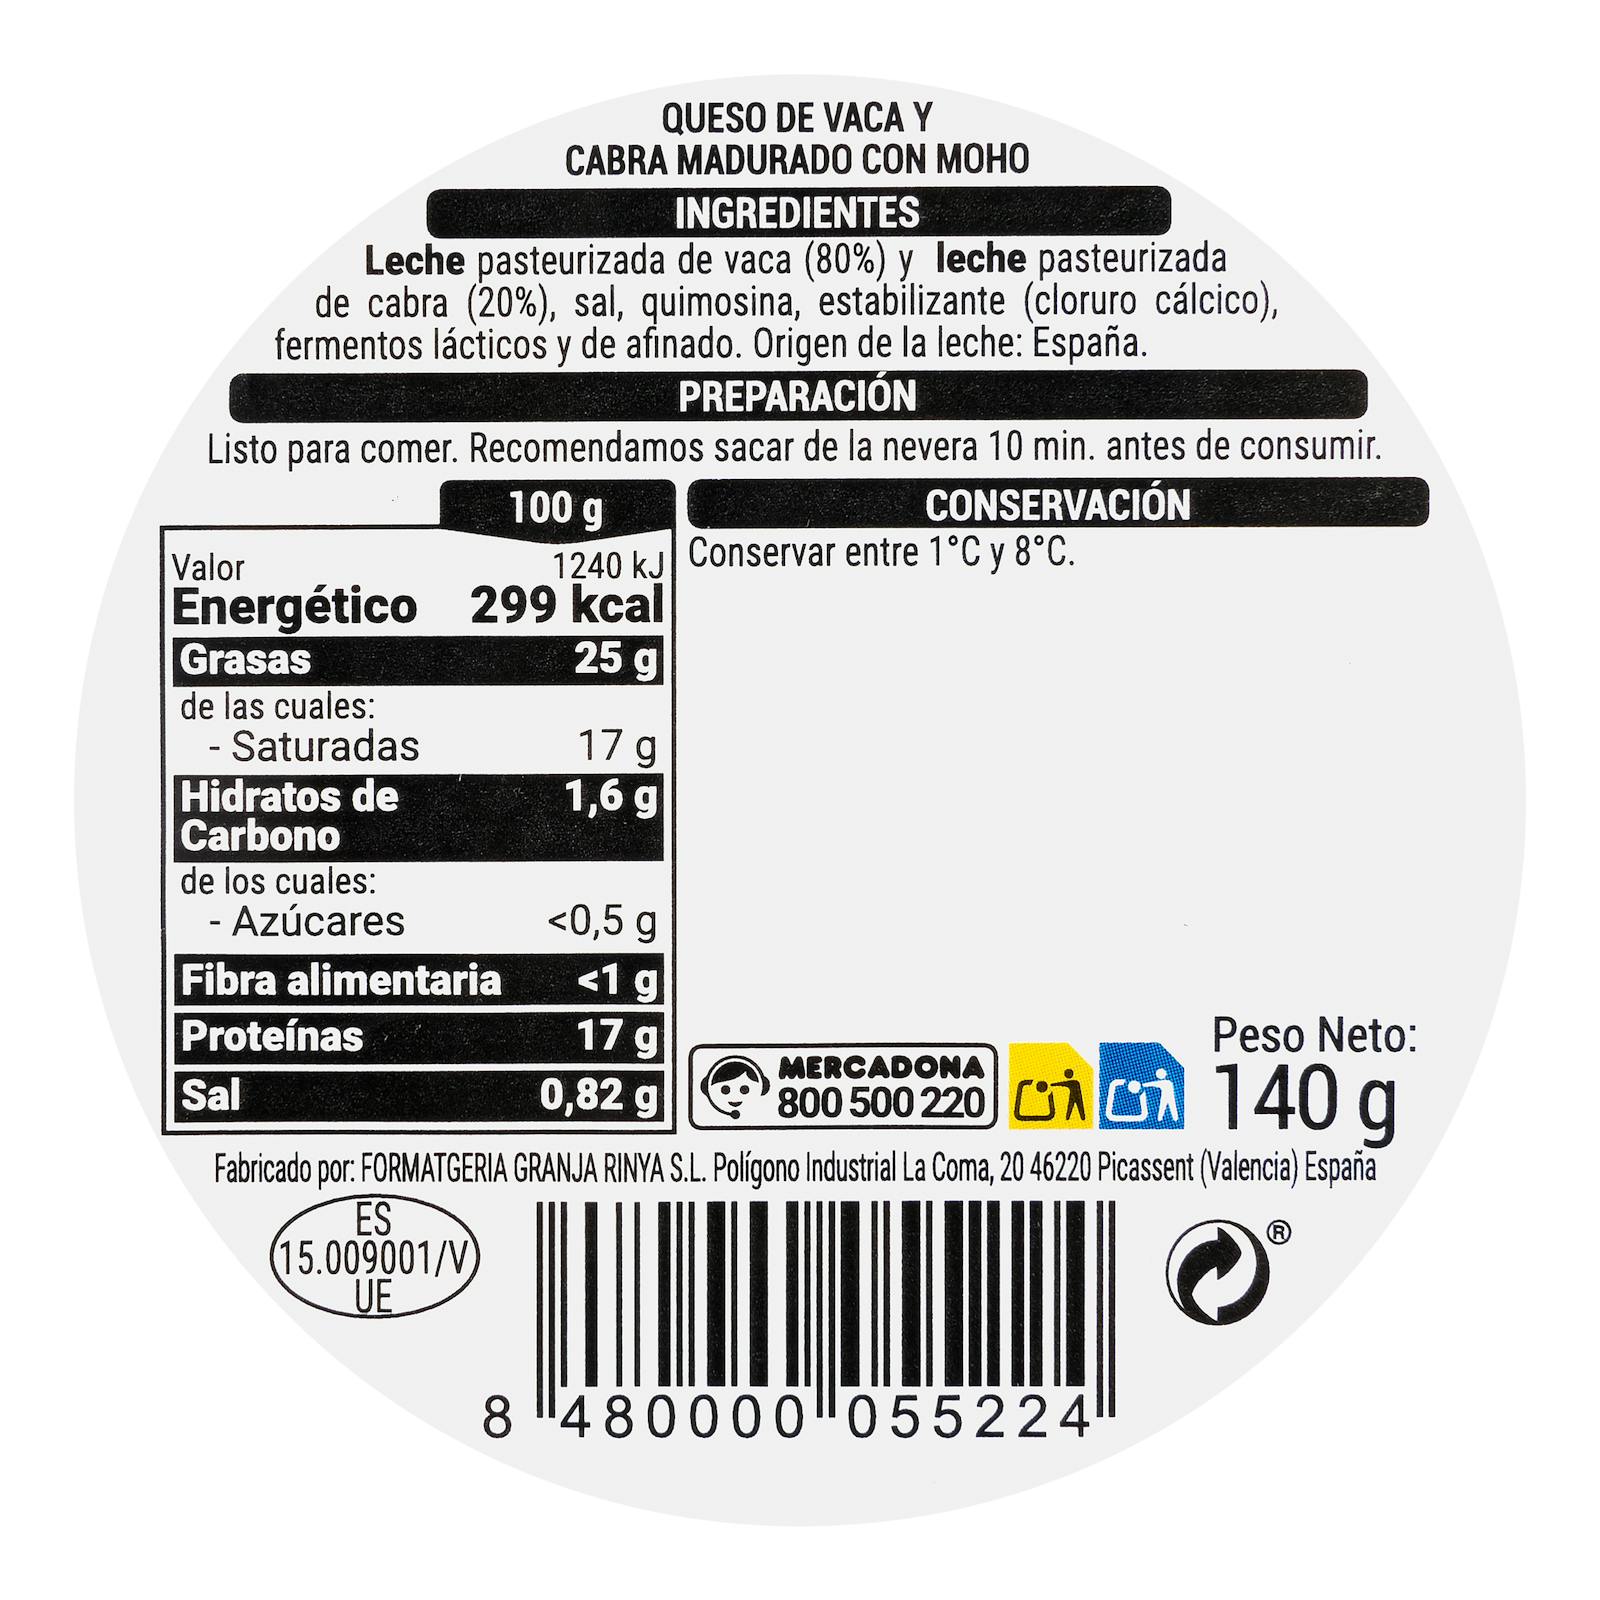 QUESO DE VACA Y
CABRA MADURADO CON MOHO
INGREDIENTES
Leche pasteurizada de vaca (80%) y leche pasteurizada
de cabra (20%), sal, quimosina, estabilizante (cloruro cálcico),
fermentos lácticos y de afinado. Origen de la leche: España.
PREPARACIÓN
Listo para comer. Recomendamos sacar de la nevera 10 min. antes de consumir.
100 g
Valor 1240 kJ
Energético 299 kcal
Grasas 25 g
de las cuales:
- Saturadas 17 g
Hidratos de 1,6 g
Carbono
de los cuales:
- Azúcares <0,5 g
Fibra alimentaria <1 g
Proteínas 17 g
Sal 0,82 g
CONSERVACIÓN
Conservar entre 1°C y 8°C.
MERCADONA
800 500 220
Peso Neto:
140 g
Fabricado por: FORMATGERIA GRANJA RINYA S.L. Polígono Industrial La Coma, 20 46220 Picassent (Valencia) España
ES
15.009001/V
UE
®
8 480000 055224